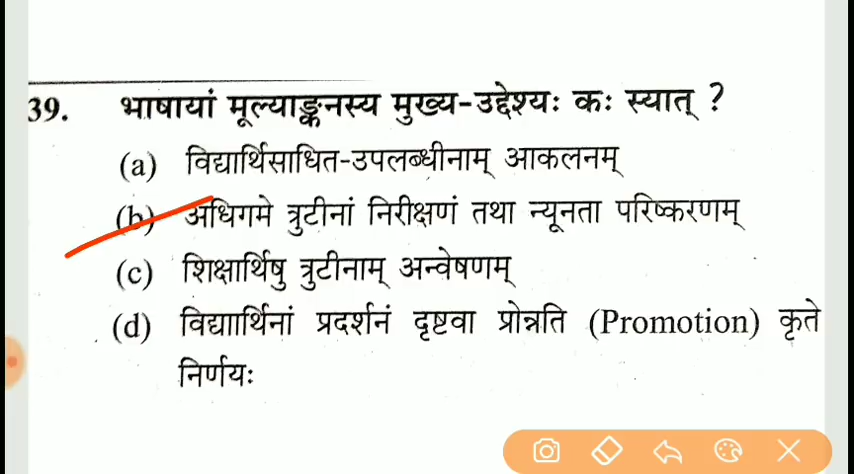 39. भाषायां मूल्याङ्कनस्य मुख्य-उद्देश्यः कः स्यात् ?
(a) विद्यार्थिसाधित-उपलब्धीनाम् आकलनम्
(b) अधिगमे त्रुटीनां निरीक्षणं तथा न्यूनता परिष्करणम्
(c) शिक्षार्थिषु त्रुटीनाम् अन्वेषणम्
(d) विद्याार्थिनां प्रदर्शनं दृष्टवा प्रोन्नति (Promotion) कृते
निर्णयः